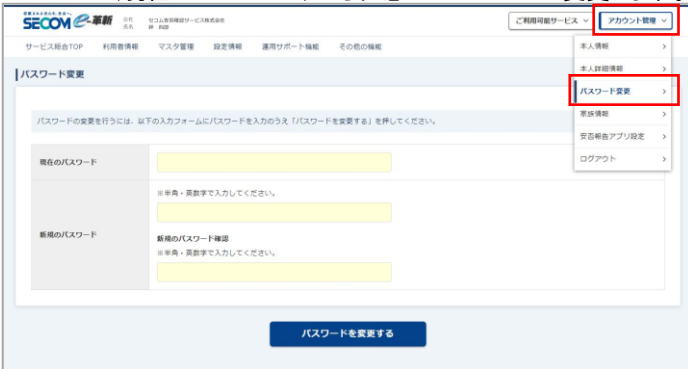 SECOM e-革新
セコム安否確認サービス株式会社
ご利用可能サービス
アカウント管理
サービス総合TOP 利用者情報 マスタ管理 設定情報 運用サポート機能 その他の機能
本人情報
本人詳細情報
パスワード変更
家族情報
安否報告アプリ設定
ログアウト
パスワード変更
パスワードの変更を行うには、以下の入力フォームにパスワードを入力のうえ「パスワードを変更する」を押してください。
現在のパスワード
※半角・英数字で入力してください。
新規のパスワード
新規のパスワード確認
※半角・英数字で入力してください。
パスワードを変更する